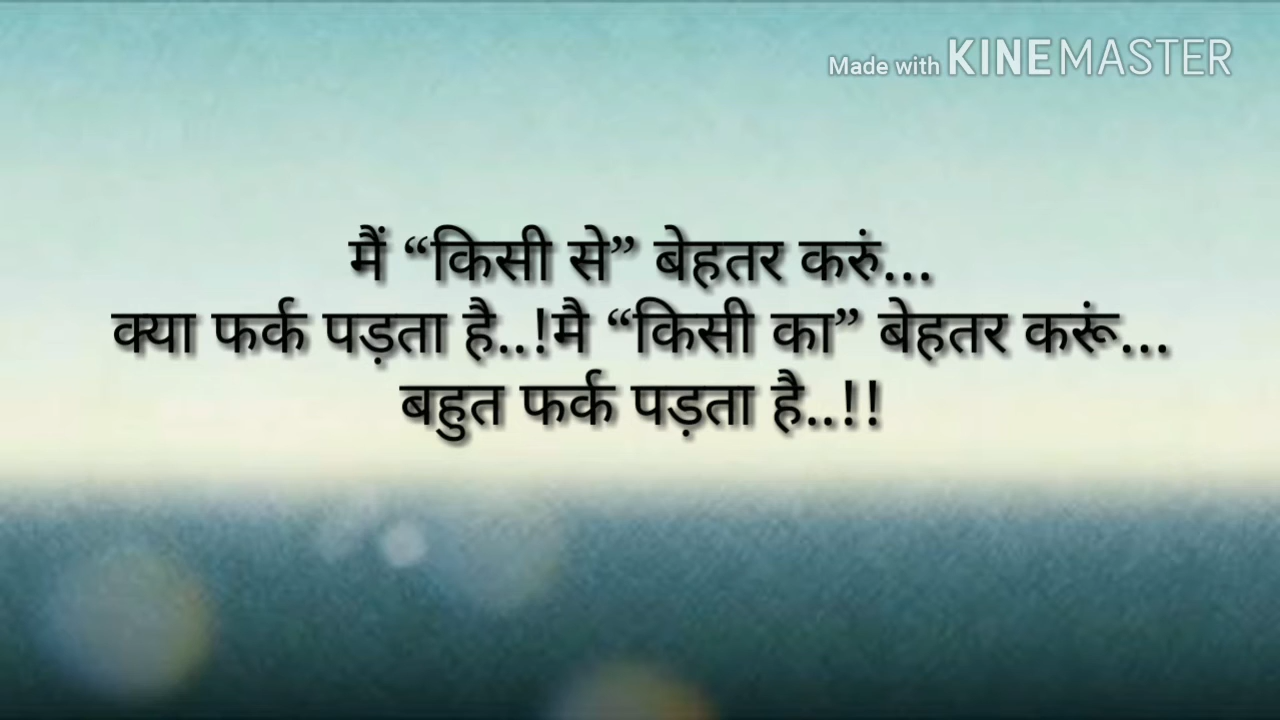 Made with KINEMASTER
मैं “किसी से” बेहतर करुं...
क्या फर्क पड़ता है..!मै “किसी का” बेहतर करूं...
बहुत फर्क पड़ता है..!!